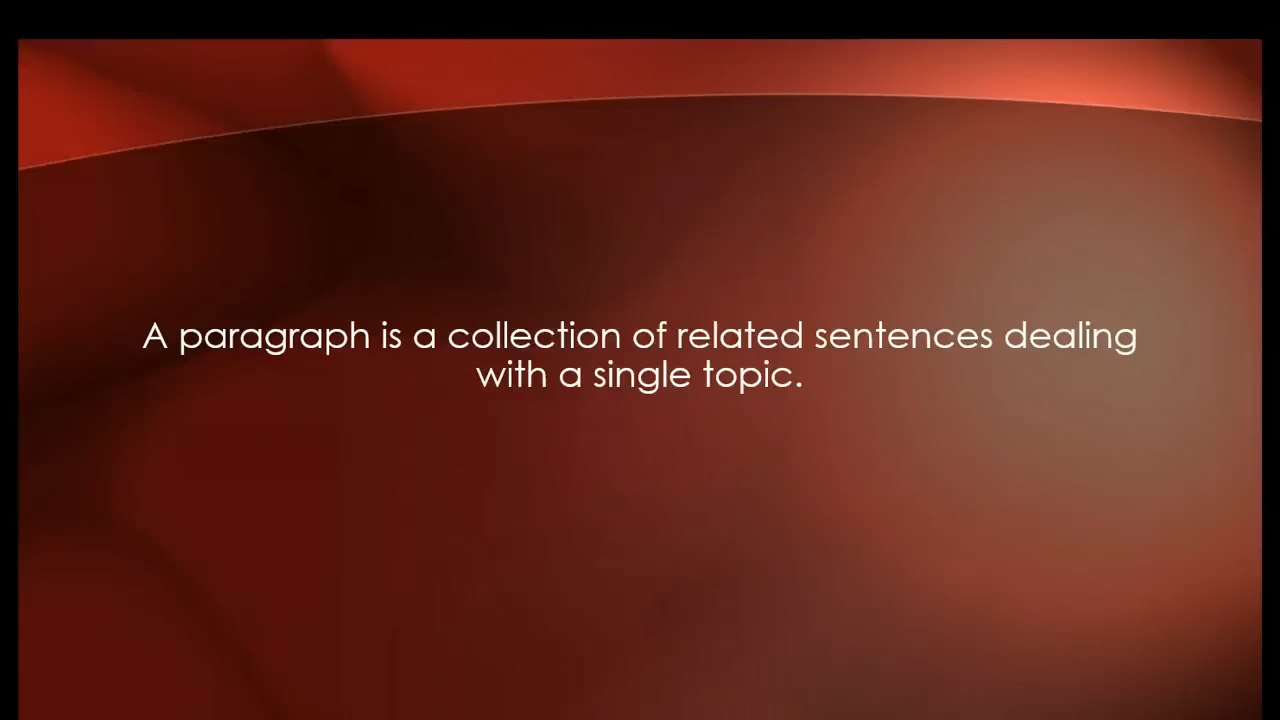 A paragraph is a collection of related sentences dealing
with a single topic.